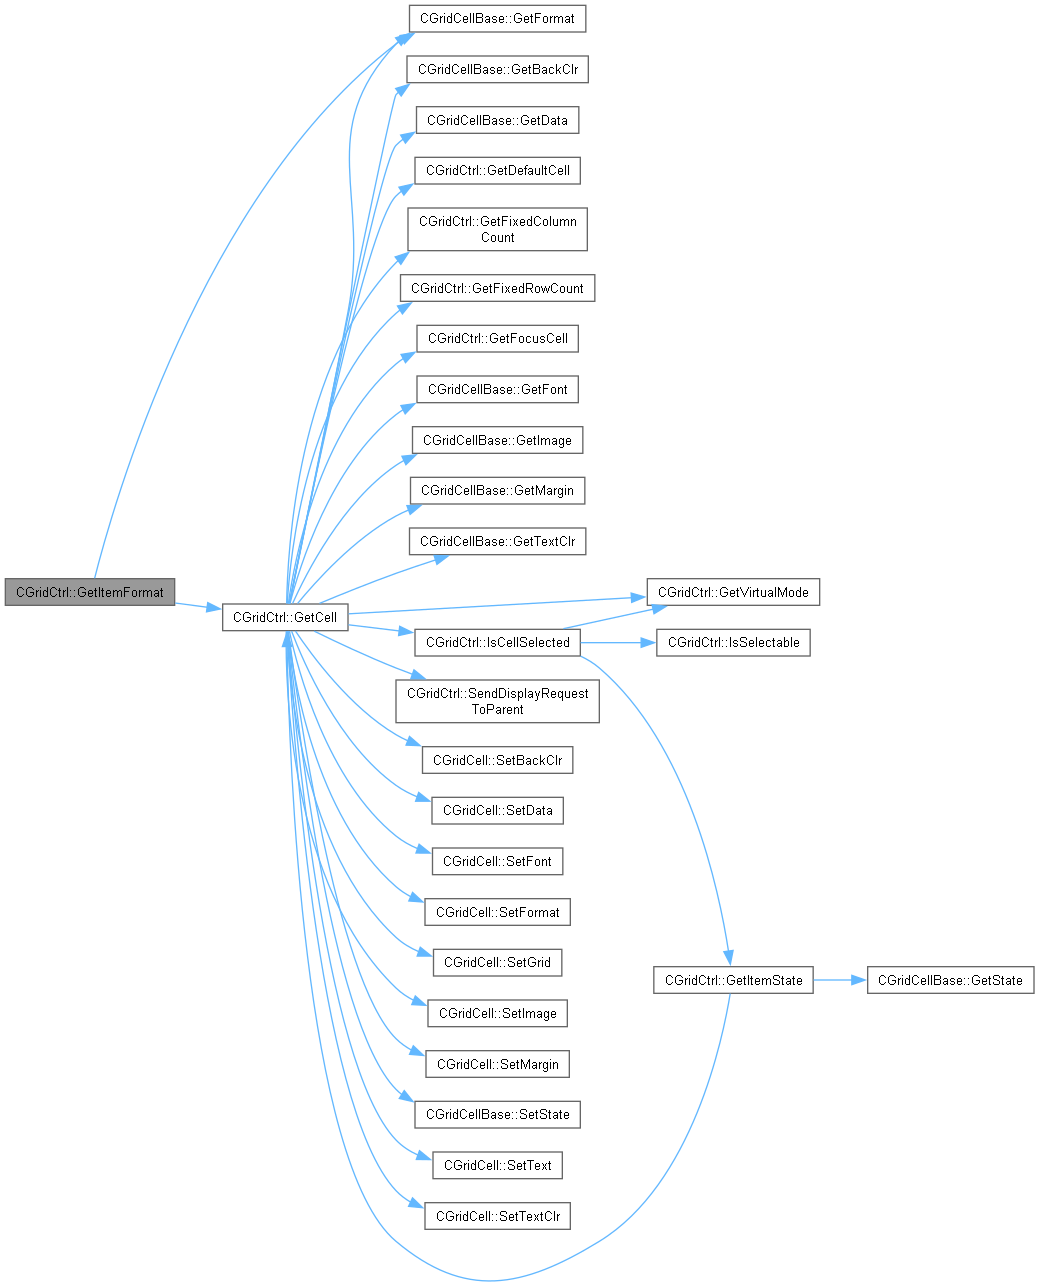 CGridCellBase::GetFormat
CGridCellBase::GetBackClr
CGridCellBase::GetData
CGridCtrl::GetDefaultCell
CGridCtrl::GetFixedColumn
Count
CGridCtrl::GetFixedRowCount
CGridCtrl::GetFocusCell
CGridCellBase::GetFont
CGridCellBase::GetImage
CGridCellBase::GetMargin
CGridCellBase::GetTextClr
CGridCtrl::GetItemFormat
CGridCtrl::GetCell
CGridCtrl::GetVirtualMode
CGridCtrl::IsCellSelected
CGridCtrl::IsSelectable
CGridCtrl::SendDisplayRequest
ToParent
CGridCell::SetBackClr
CGridCell::SetData
CGridCell::SetFont
CGridCell::SetFormat
CGridCell::SetGrid
CGridCtrl::GetItemState
CGridCellBase::GetState
CGridCell::SetImage
CGridCell::SetMargin
CGridCellBase::SetState
CGridCell::SetText
CGridCell::SetTextClr